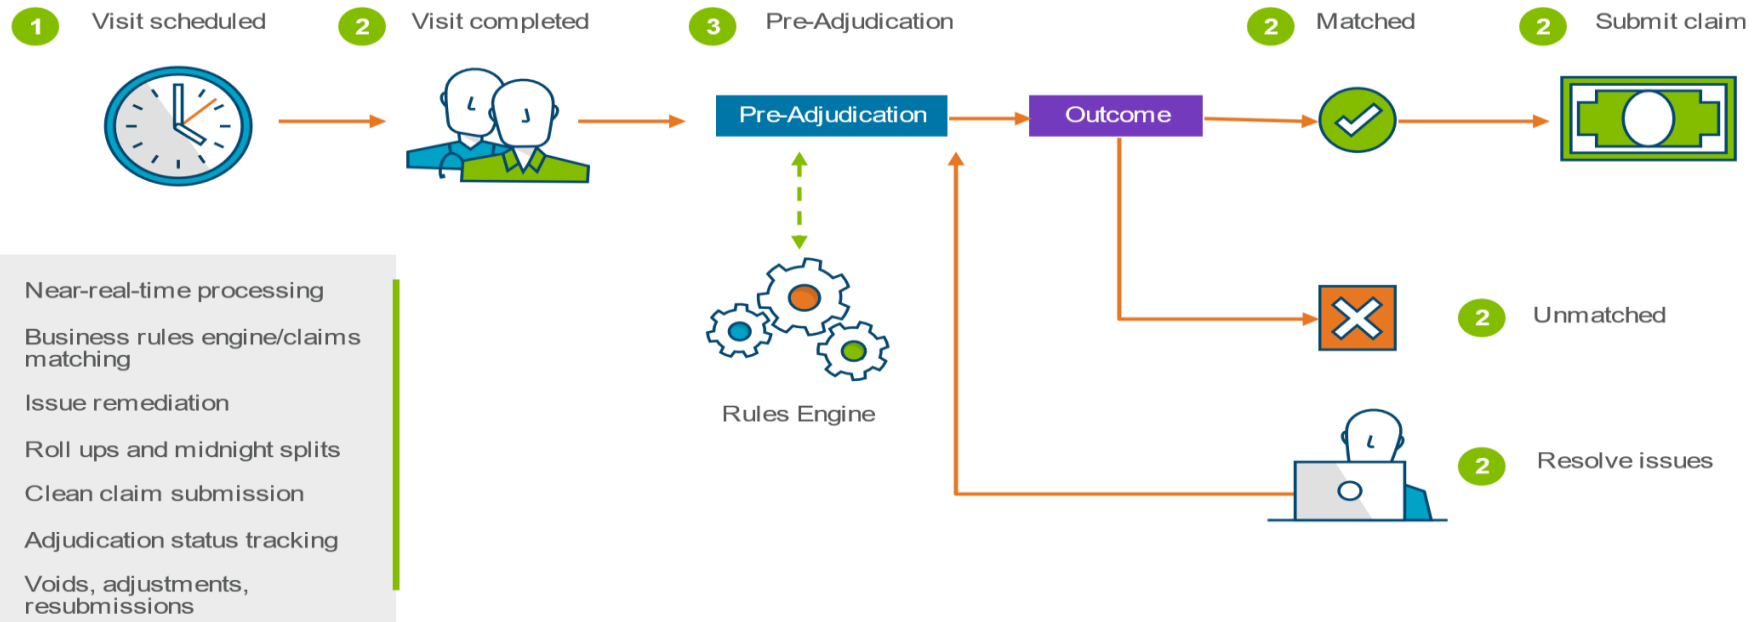 1 Visit scheduled
2 Visit completed
3 Pre-Adjudication
2 Matched
2 Submit claim
Pre-Adjudication
Outcome
Near-real-time processing
Business rules engine/claims
matching
Issue remediation
Roll ups and midnight splits
Clean claim submission
Adjudication status tracking
Voids, adjustments,
resubmissions
Rules Engine
2 Unmatched
2 Resolve issues